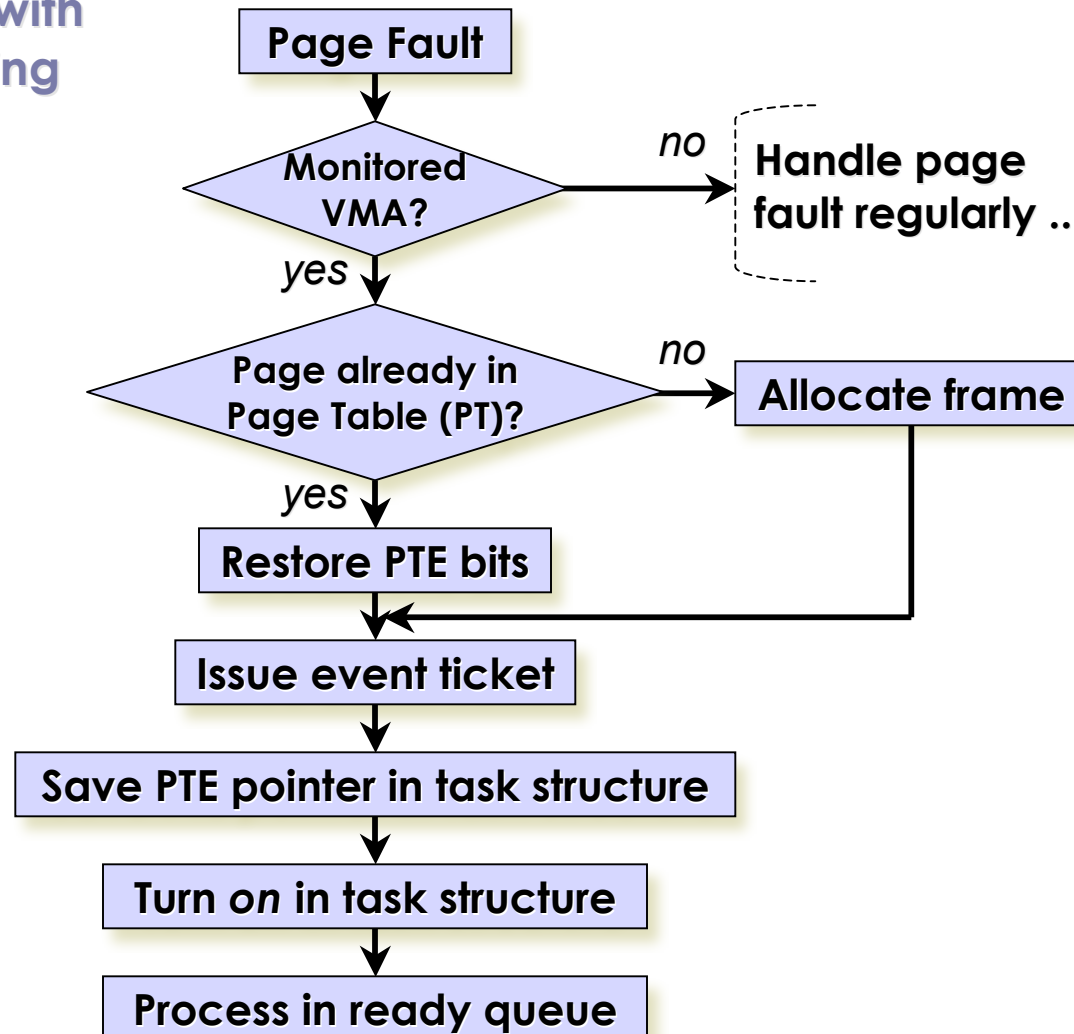 with
ng
Page Fault
Monitored
VMA?
no
Handle page
fault regularly ..
yes
Page already in
Page Table (PT)?
no
Allocate frame
yes
Restore PTE bits
Issue event ticket
Save PTE pointer in task structure
Turn on in task structure
Process in ready queue